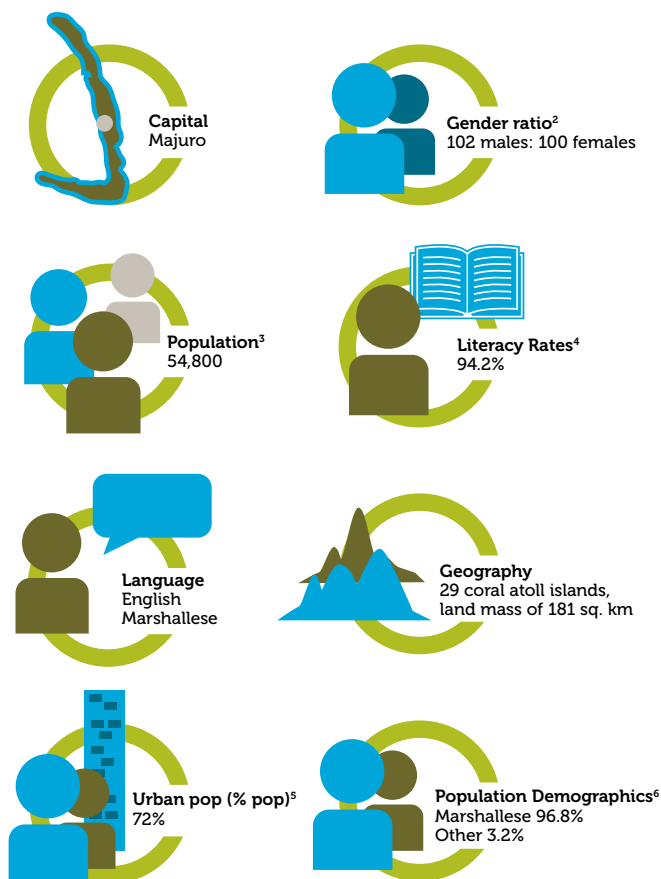 Capital
Majuro
Gender ratio²
102 males: 100 females
Population³
54,800
Literacy Rates⁴
94.2%
Language
English
Marshallese
Geography
29 coral atoll islands,
land mass of 181 sq. km
Urban pop (% pop)⁵
72%
Population Demographics⁶
Marshallese 96.8%
Other 3.2%